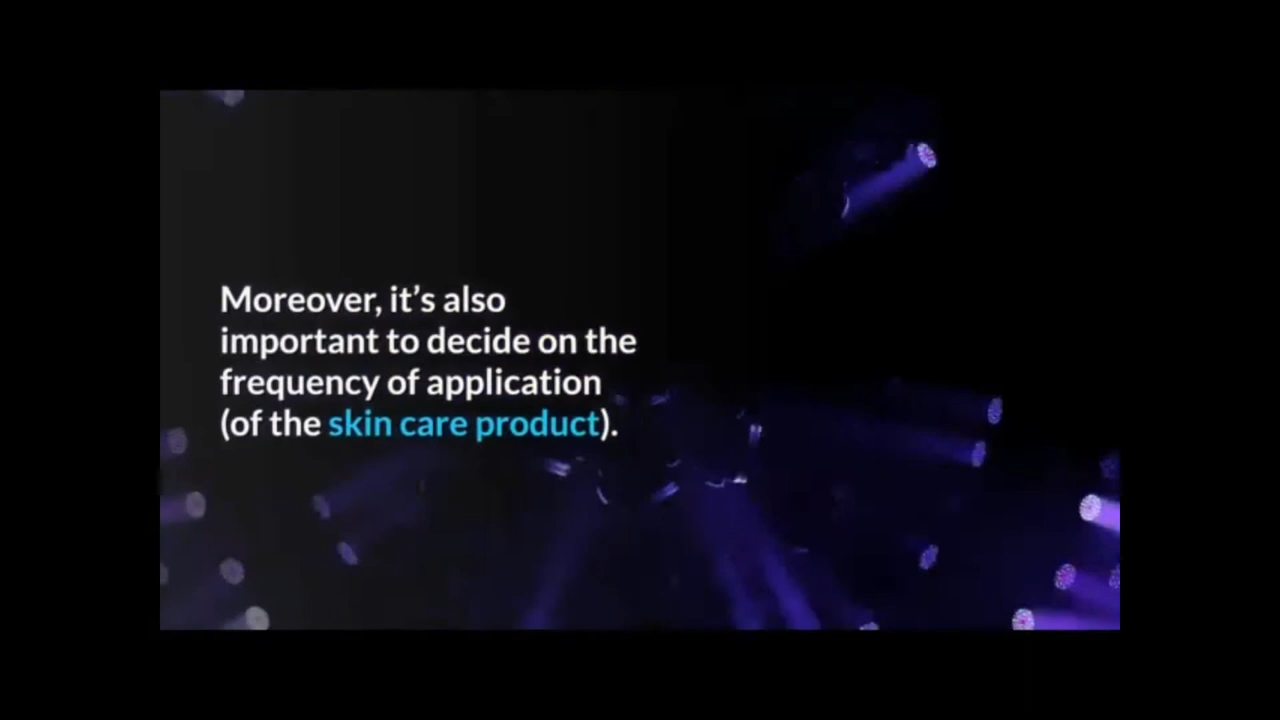 Moreover, it’s also
important to decide on the
frequency of application
(of the skin care product).